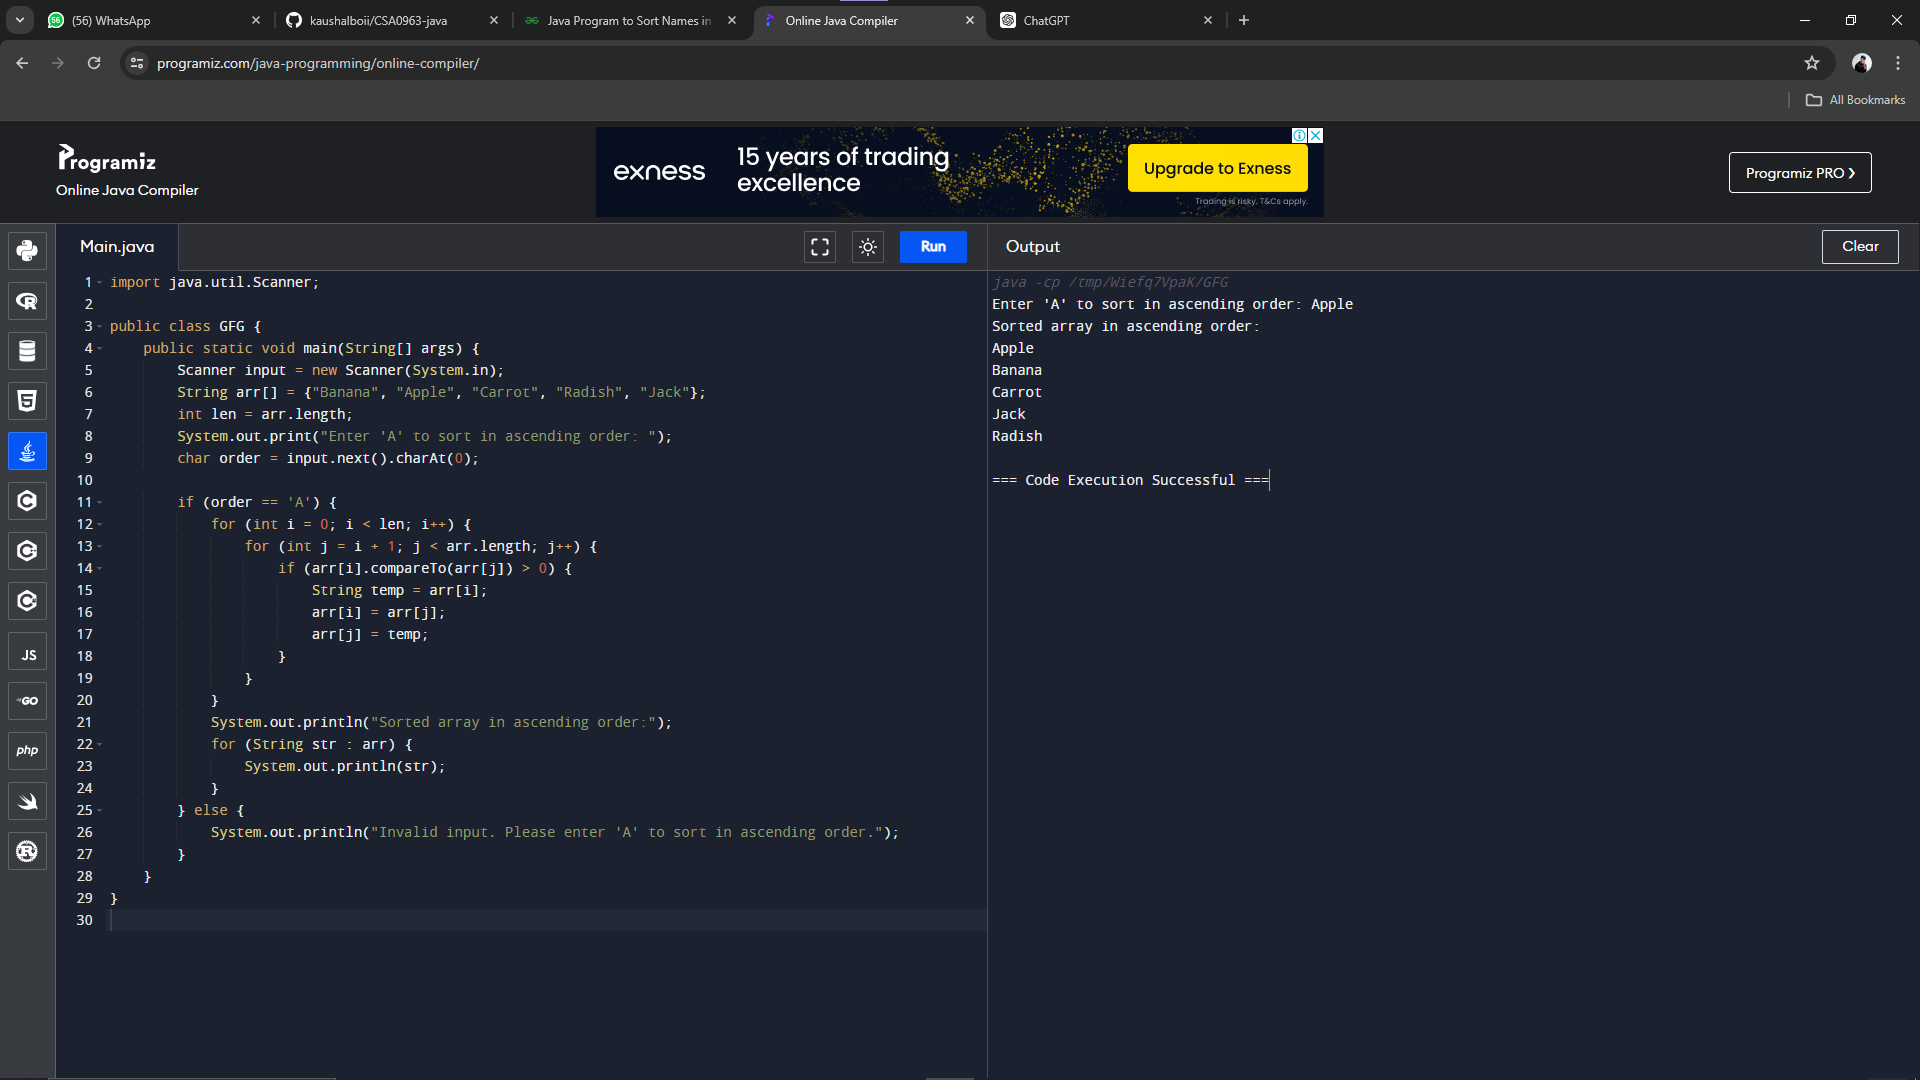 (56) WhatsApp
kaushalboii/CSA0963-java
Java Program to Sort Names in
Online Java Compiler
ChatGPT
programiz.com/java-programming/online-compiler/
All Bookmarks
Programiz
Online Java Compiler
exness
15 years of trading
excellence
Upgrade to Exness
Trading is risky. T&Cs apply.
Programiz PRO
Main.java
Run
Output
Clear
1 import java.util.Scanner;
2
3 public class GFG {
4 public static void main(String[] args) {
5 Scanner input = new Scanner(System.in);
6 String arr[] = {"Banana", "Apple", "Carrot", "Radish", "Jack"};
7 int len = arr.length;
8 System.out.print("Enter 'A' to sort in ascending order: ");
9 char order = input.next().charAt(0);
10
11 if (order == 'A') {
12 for (int i = 0; i < len; i++) {
13 for (int j = i + 1; j < arr.length; j++) {
14 if (arr[i].compareTo(arr[j]) > 0) {
15 String temp = arr[i];
16 arr[i] = arr[j];
17 arr[j] = temp;
18 }
19 }
20 }
21 System.out.println("Sorted array in ascending order:");
22 for (String str : arr) {
23 System.out.println(str);
24 }
25 } else {
26 System.out.println("Invalid input. Please enter 'A' to sort in ascending order.");
27 }
28 }
29 }
30
java -cp /tmp/Wiefq7VpaK/GFG
Enter 'A' to sort in ascending order: Apple
Sorted array in ascending order:
Apple
Banana
Carrot
Jack
Radish
=== Code Execution Successful ===
JS
GO
php